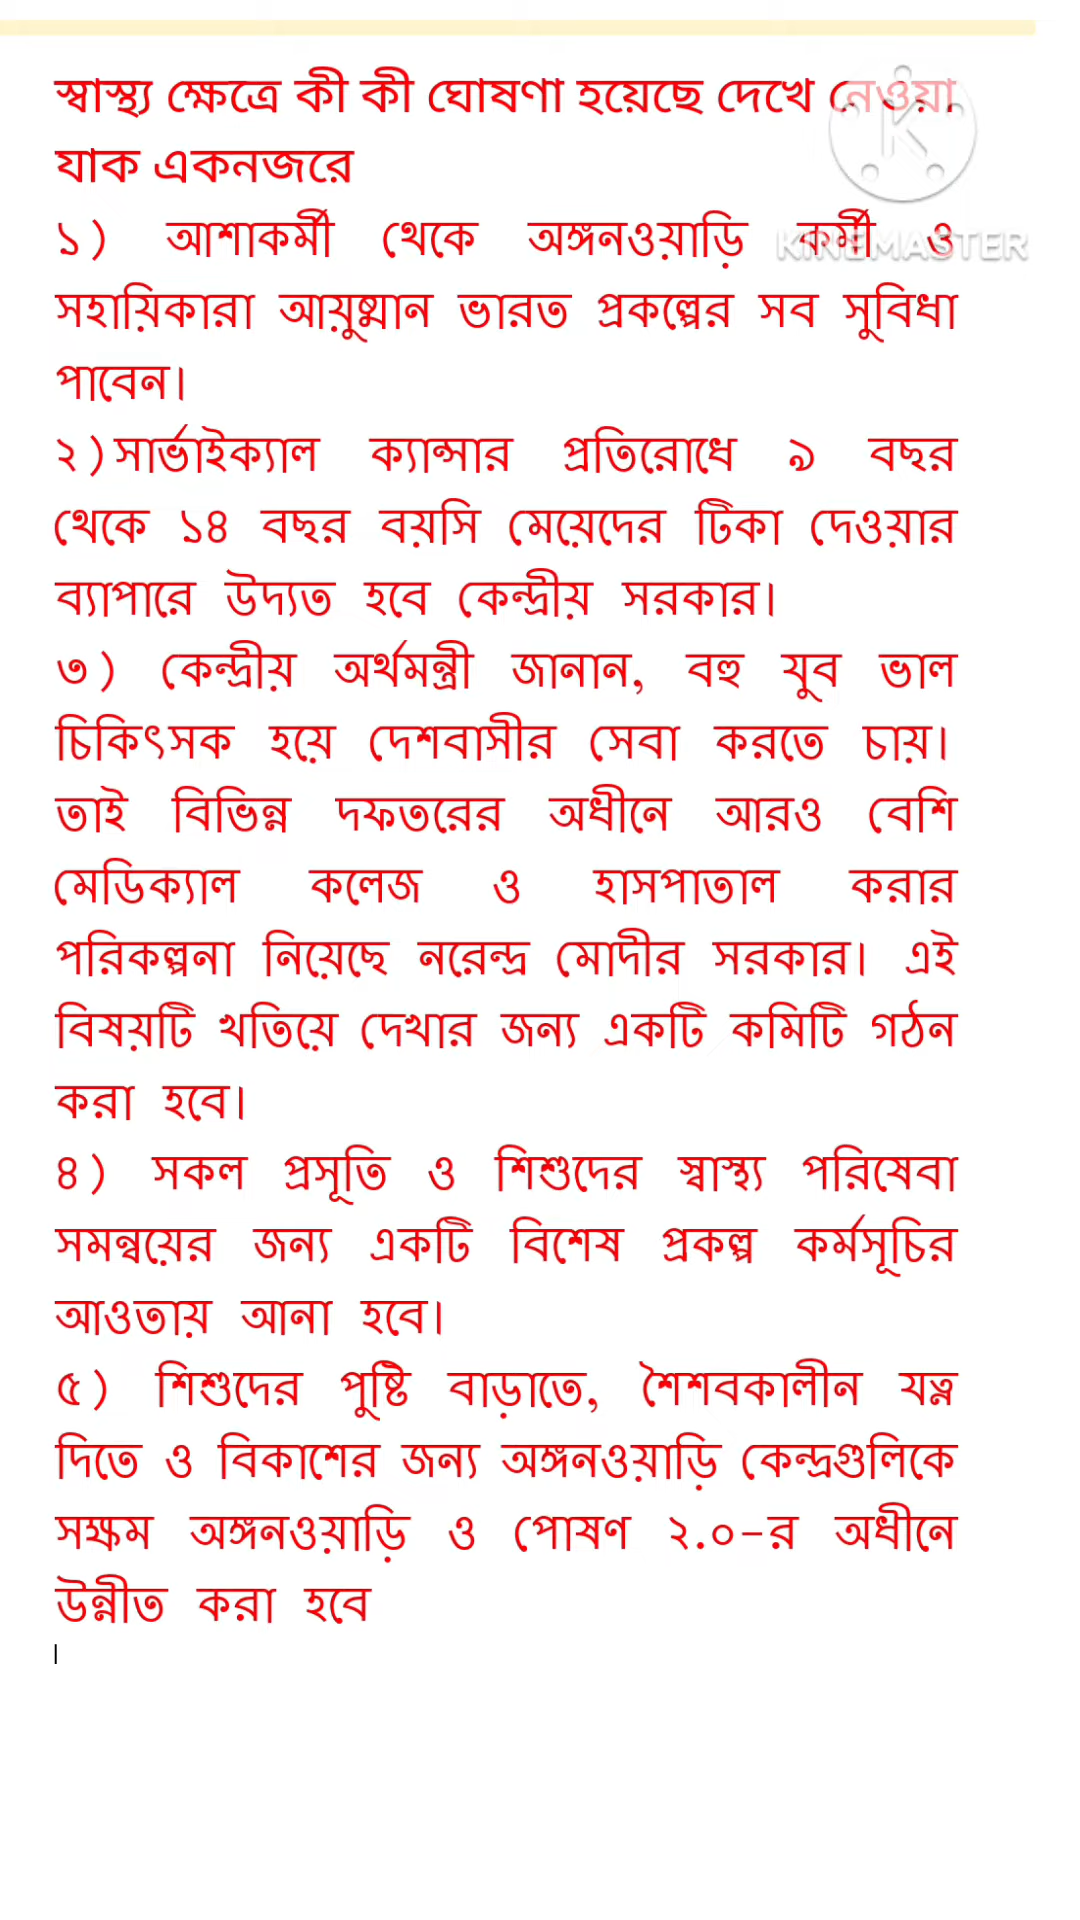 স্বাস্থ্য ক্ষেত্রে কী কী ঘোষণা হয়েছে দেখে নেওয়া
যাক একনজরে
১) আশাকর্মী থেকে অঙ্গনওয়াড়ি কর্মী ও
KINEMASTER
সহায়িকারা আয়ুষ্মান ভারত প্রকল্পের সব সুবিধা
পাবেন।
২)সার্ভাইক্যাল ক্যান্সার প্রতিরোধে ৯ বছর
থেকে ১৪ বছর বয়সি মেয়েদের টিকা দেওয়ার
ব্যাপারে উদ্যত হবে কেন্দ্রীয় সরকার।
৩) কেন্দ্রীয় অর্থমন্ত্রী জানান, বহু যুব ভাল
চিকিৎসক হয়ে দেশবাসীর সেবা করতে চায়।
তাই বিভিন্ন দফতরের অধীনে আরও বেশি
মেডিক্যাল কলেজ ও হাসপাতাল করার
পরিকল্পনা নিয়েছে নরেন্দ্র মোদীর সরকার। এই
বিষয়টি খতিয়ে দেখার জন্য একটি কমিটি গঠন
করা হবে।
৪) সকল প্রসূতি ও শিশুদের স্বাস্থ্য পরিষেবা
সমন্বয়ের জন্য একটি বিশেষ প্রকল্প কর্মসূচির
আওতায় আনা হবে।
৫) শিশুদের পুষ্টি বাড়াতে, শৈশবকালীন যত্ন
দিতে ও বিকাশের জন্য অঙ্গনওয়াড়ি কেন্দ্রগুলিকে
সক্ষম অঙ্গনওয়াড়ি ও পোষণ ২.০-র অধীনে
উন্নীত করা হবে